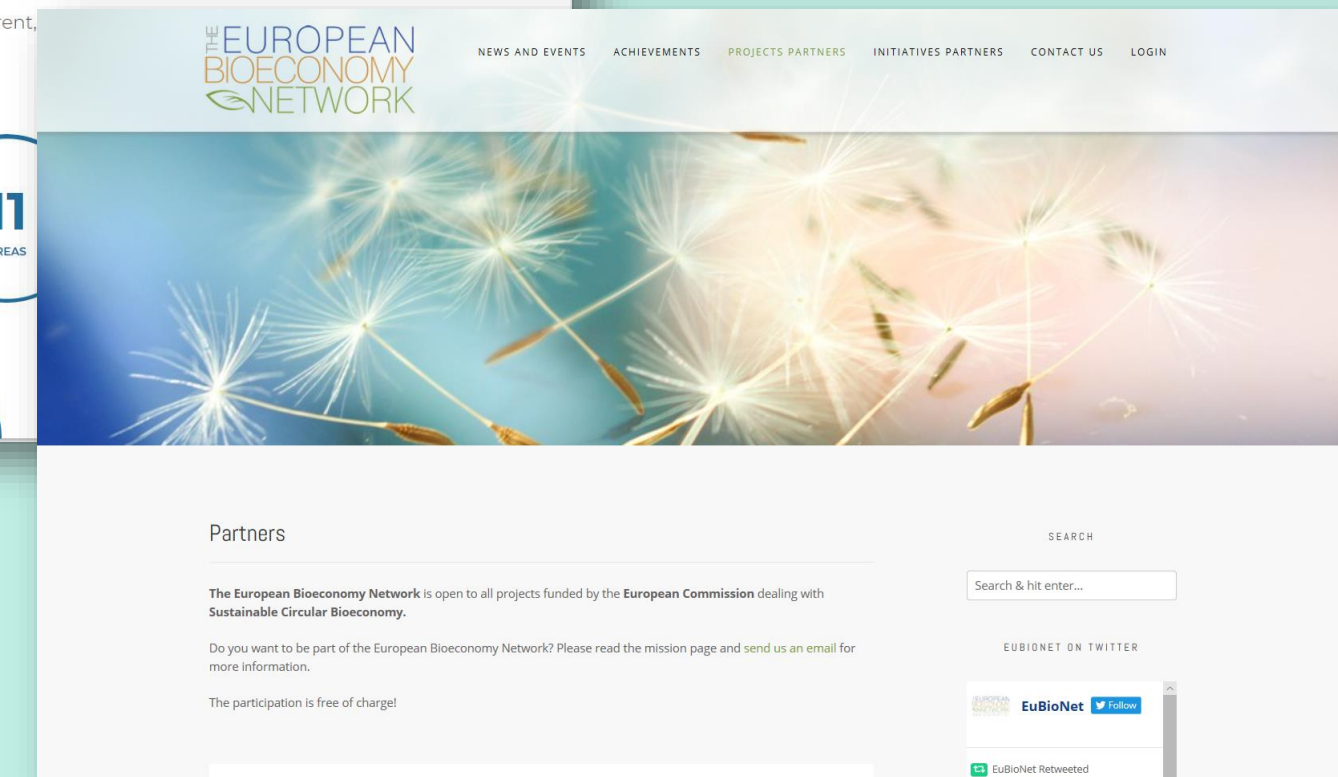 rent,
11
REAS
THE EUROPEAN
BIOECONOMY
NETWORK
NEWS AND EVENTS ACHIEVEMENTS PROJECTS PARTNERS INITIATIVES PARTNERS CONTACT US LOGIN
Partners
The European Bioeconomy Network is open to all projects funded by the European Commission dealing with
Sustainable Circular Bioeconomy.
Do you want to be part of the European Bioeconomy Network? Please read the mission page and send us an email for
more information.
The participation is free of charge!
SEARCH
Search & hit enter...
EUBIONET ON TWITTER
EuBioNet Follow
EuBioNet Retweeted